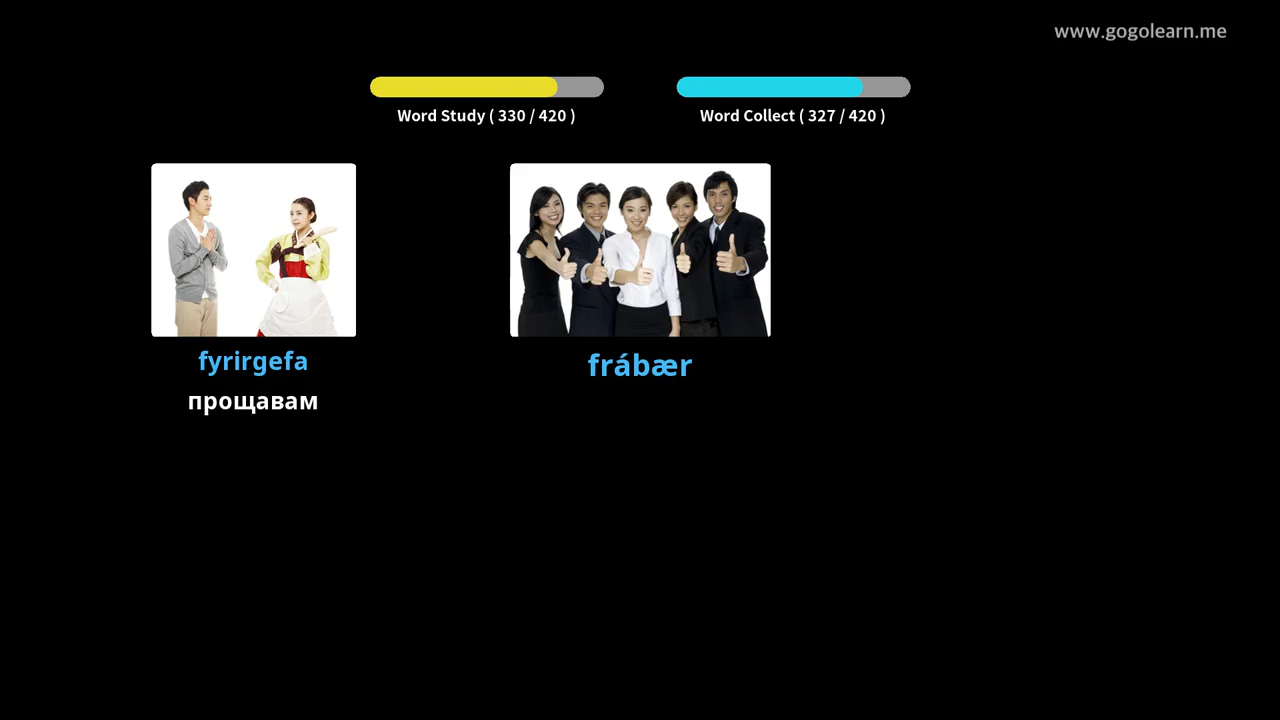 www.gogolearn.me
Word Study ( 330 / 420 )
Word Collect ( 327 / 420 )
fyrirgefa
прощавам
frábær